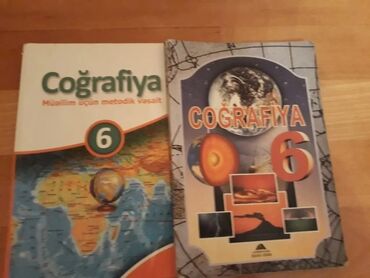 Coğrafiya
Müəllim üçün metodik vəsait
6
COĞRAFİYA
6